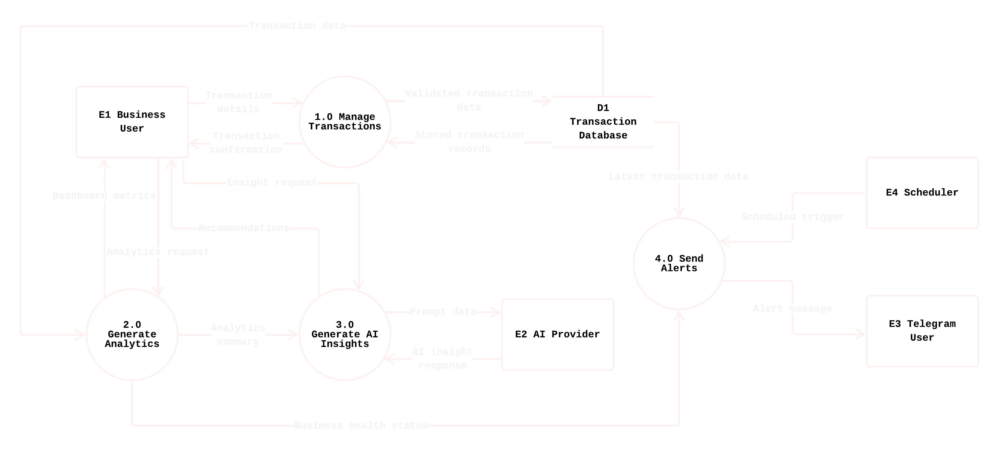 Transaction data
Transaction
details
Validated transaction
data
E1 Business
User
1.0 Manage
Transactions
D1
Transaction
Database
Transaction
confirmation
Stored transaction
records
Insight request
Latest transaction data
Dashboard metrics
E4 Scheduler
Scheduled trigger
Recommendations
Analytics request
4.0 Send
Alerts
Prompt data
Alert message
2.0
Generate
Analytics
Analytics
summary
3.0
Generate AI
Insights
E2 AI Provider
E3 Telegram
User
AI insight
response
Business health status